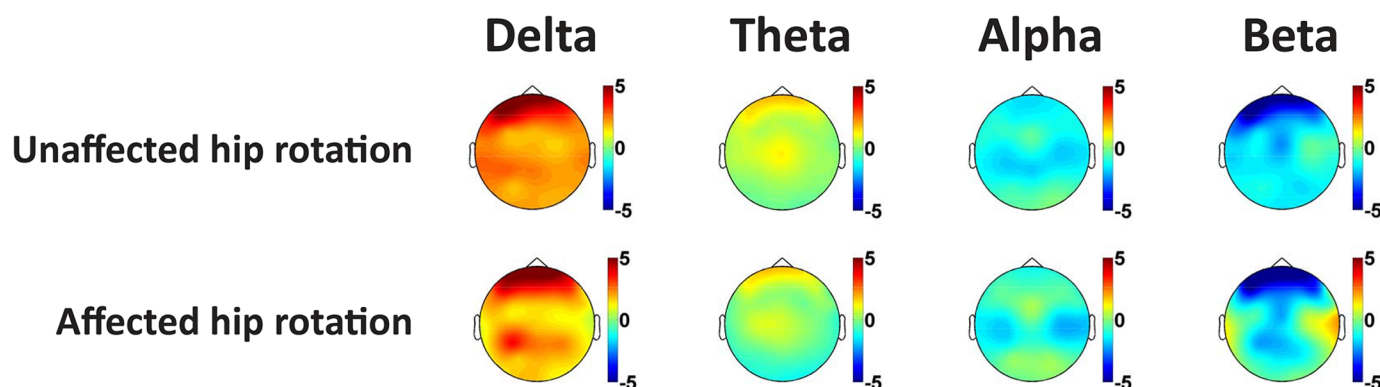 Delta Theta Alpha Beta
5 5 5 5
Unaffected hip rotation 0 0 0 0
-5 -5 -5 -5
5 5 5 5
Affected hip rotation 0 0 0 0
-5 -5 -5 -5